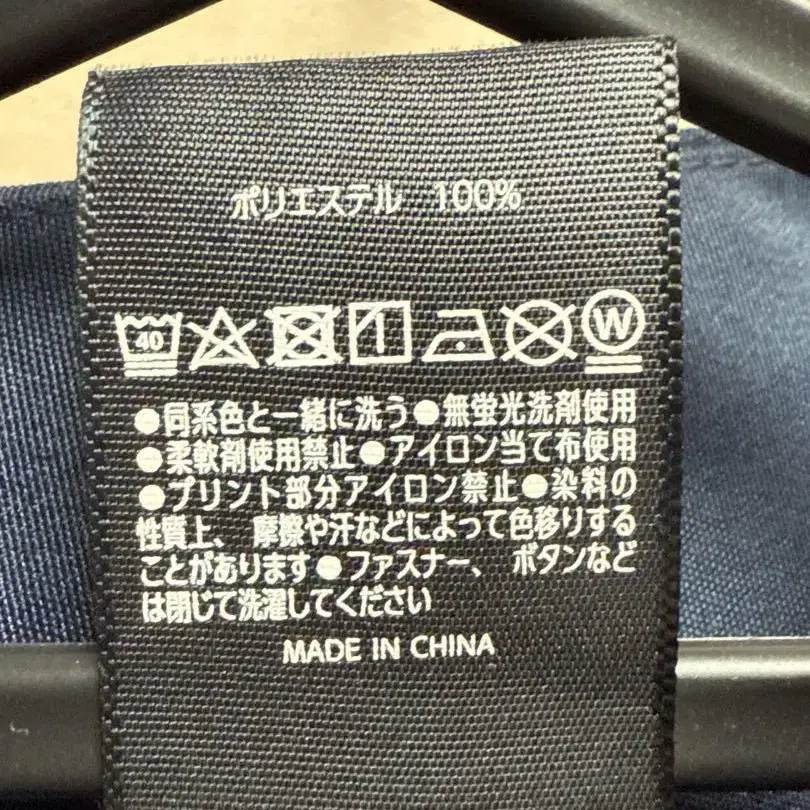 ポリエステル 100%
40 W
●同系色と一緒に洗う●無蛍光洗剤使用
●柔軟剤使用禁止●アイロン当て布使用
●プリント部分アイロン禁止●染料の
性質上、摩擦や汗などによって色移りする
ことがあります●ファスナー、ボタンなど
は閉じて洗濯してください
MADE IN CHINA